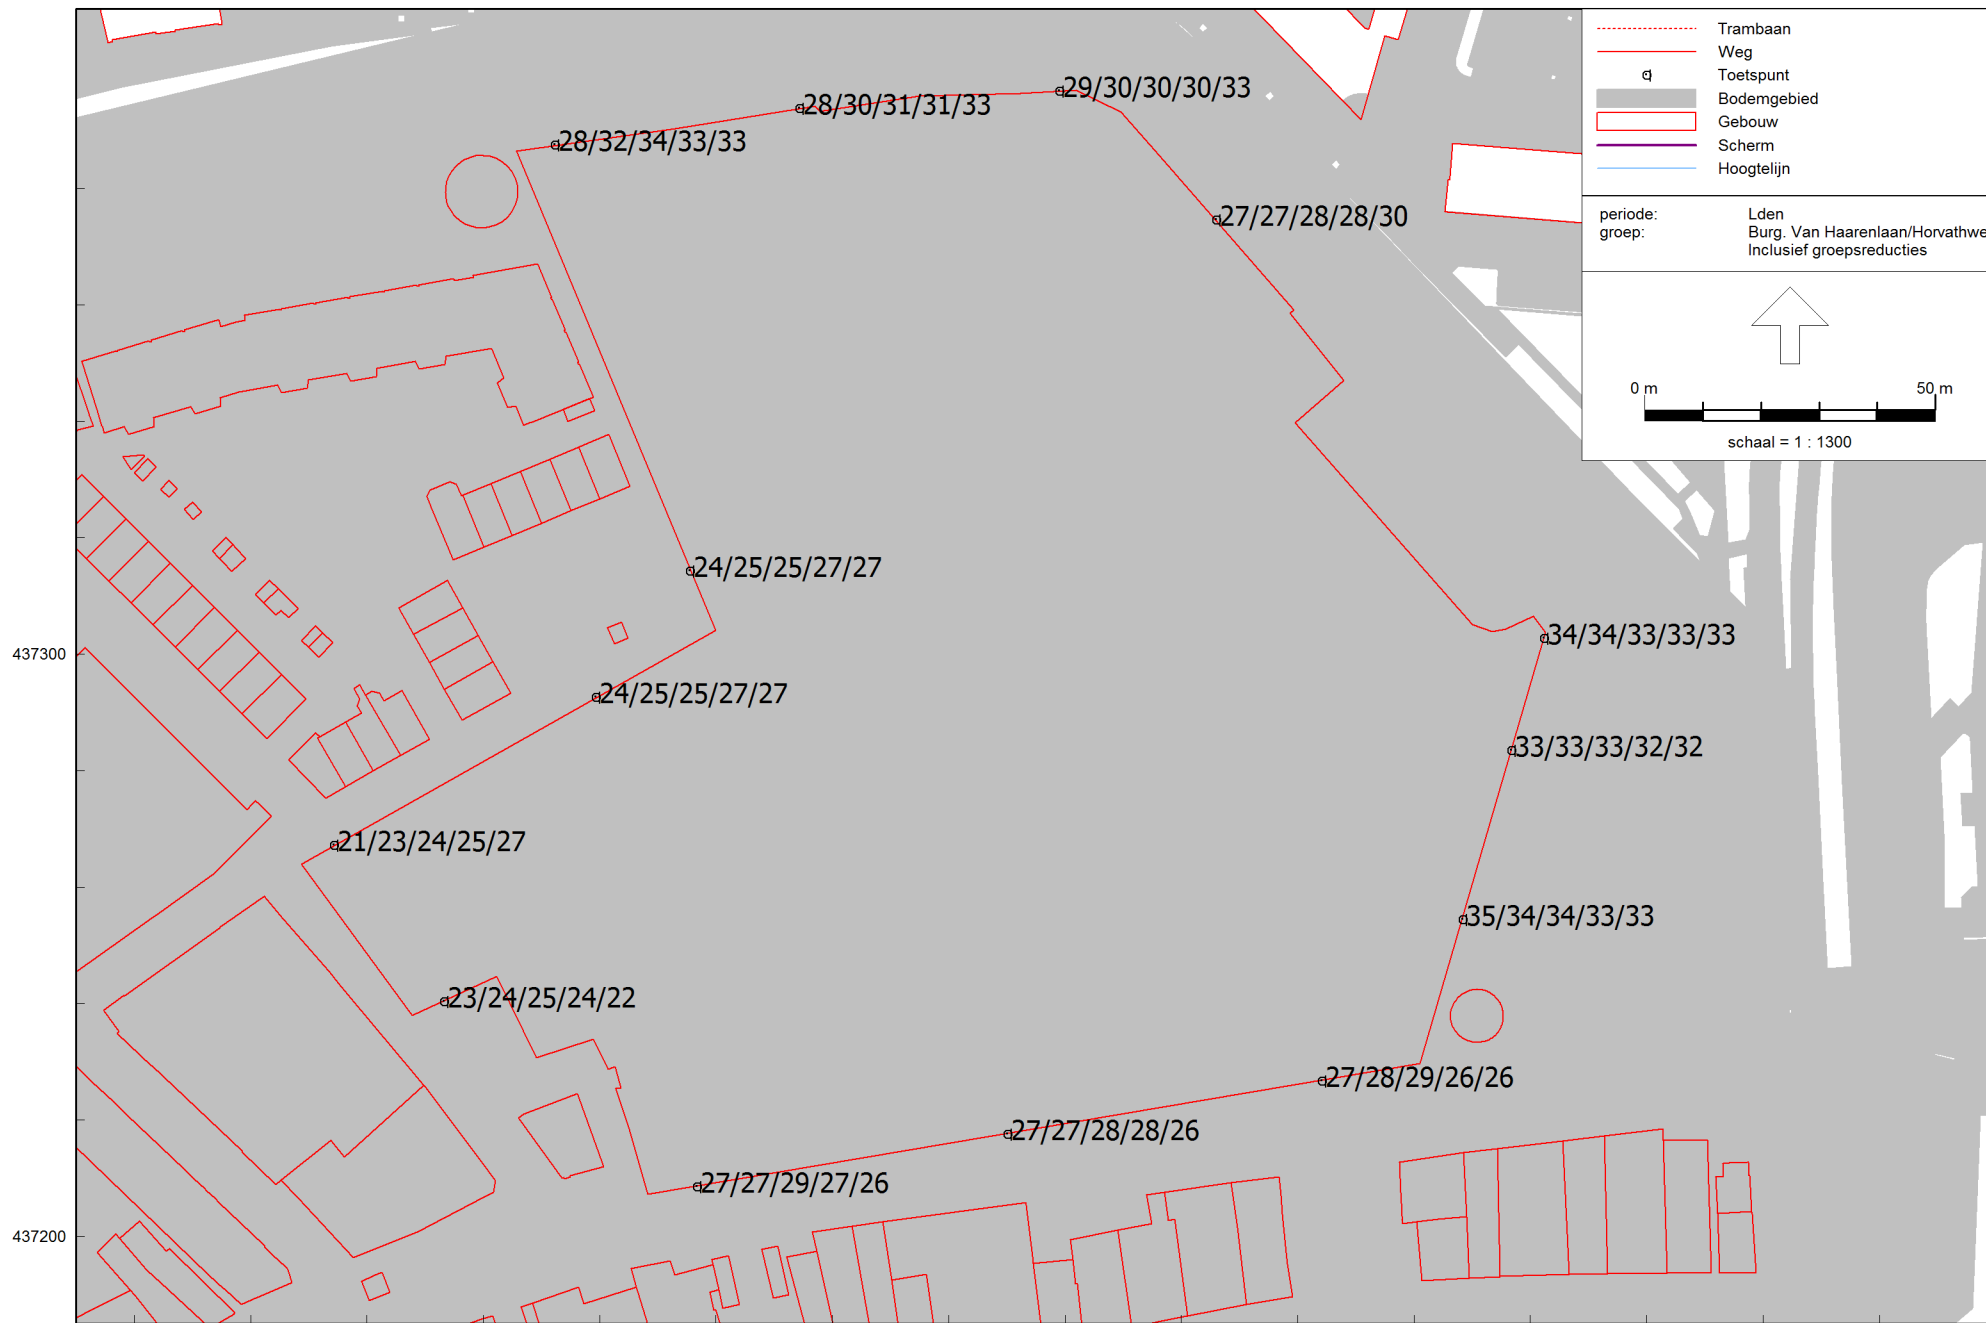 Trambaan
Weg
Toetspunt
Bodemgebied
Gebouw
Scherm
Hoogtelijn
periode: Lden
groep: Burg. Van Haarenlaan/Horvathwe
Inclusief groepsreducties
0 m 50 m
schaal = 1 : 1300
29/30/30/30/33
28/30/31/31/33
28/32/34/33/33
27/27/28/28/30
24/25/25/27/27
437300
34/34/33/33/33
24/25/25/27/27
33/33/33/32/32
21/23/24/25/27
35/34/34/33/33
23/24/25/24/22
27/28/29/26/26
27/27/28/28/26
27/27/29/27/26
437200